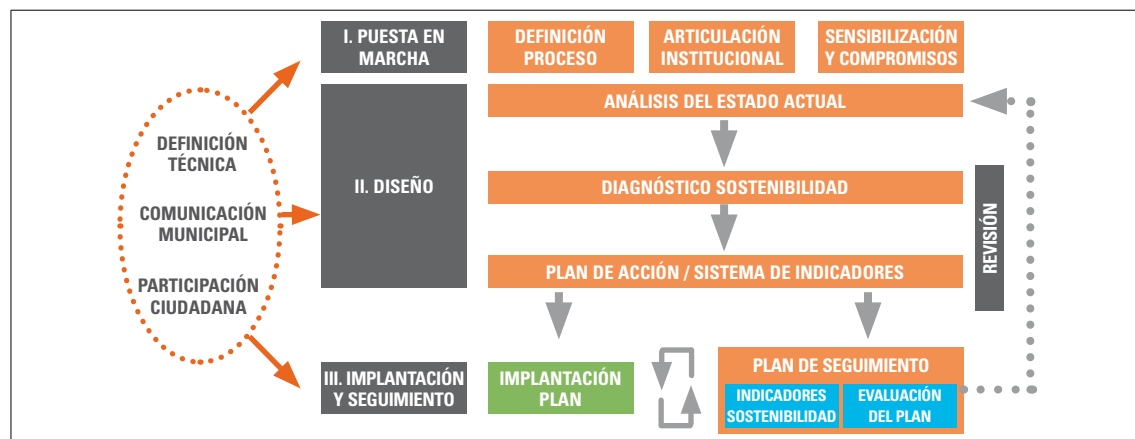 I. PUESTA EN
MARCHA
DEFINICIÓN
PROCESO
ARTICULACIÓN
INSTITUCIONAL
SENSIBILIZACIÓN
Y COMPROMISOS
DEFINICIÓN
TÉCNICA
COMUNICACIÓN
MUNICIPAL
PARTICIPACIÓN
CIUDADANA
II. DISEÑO
ANÁLISIS DEL ESTADO ACTUAL
DIAGNÓSTICO SOSTENIBILIDAD
PLAN DE ACCIÓN / SISTEMA DE INDICADORES
REVISIÓN
III. IMPLANTACIÓN
Y SEGUIMIENTO
IMPLANTACIÓN
PLAN
PLAN DE SEGUIMIENTO
INDICADORES
SOSTENIBILIDAD
EVALUACIÓN
DEL PLAN